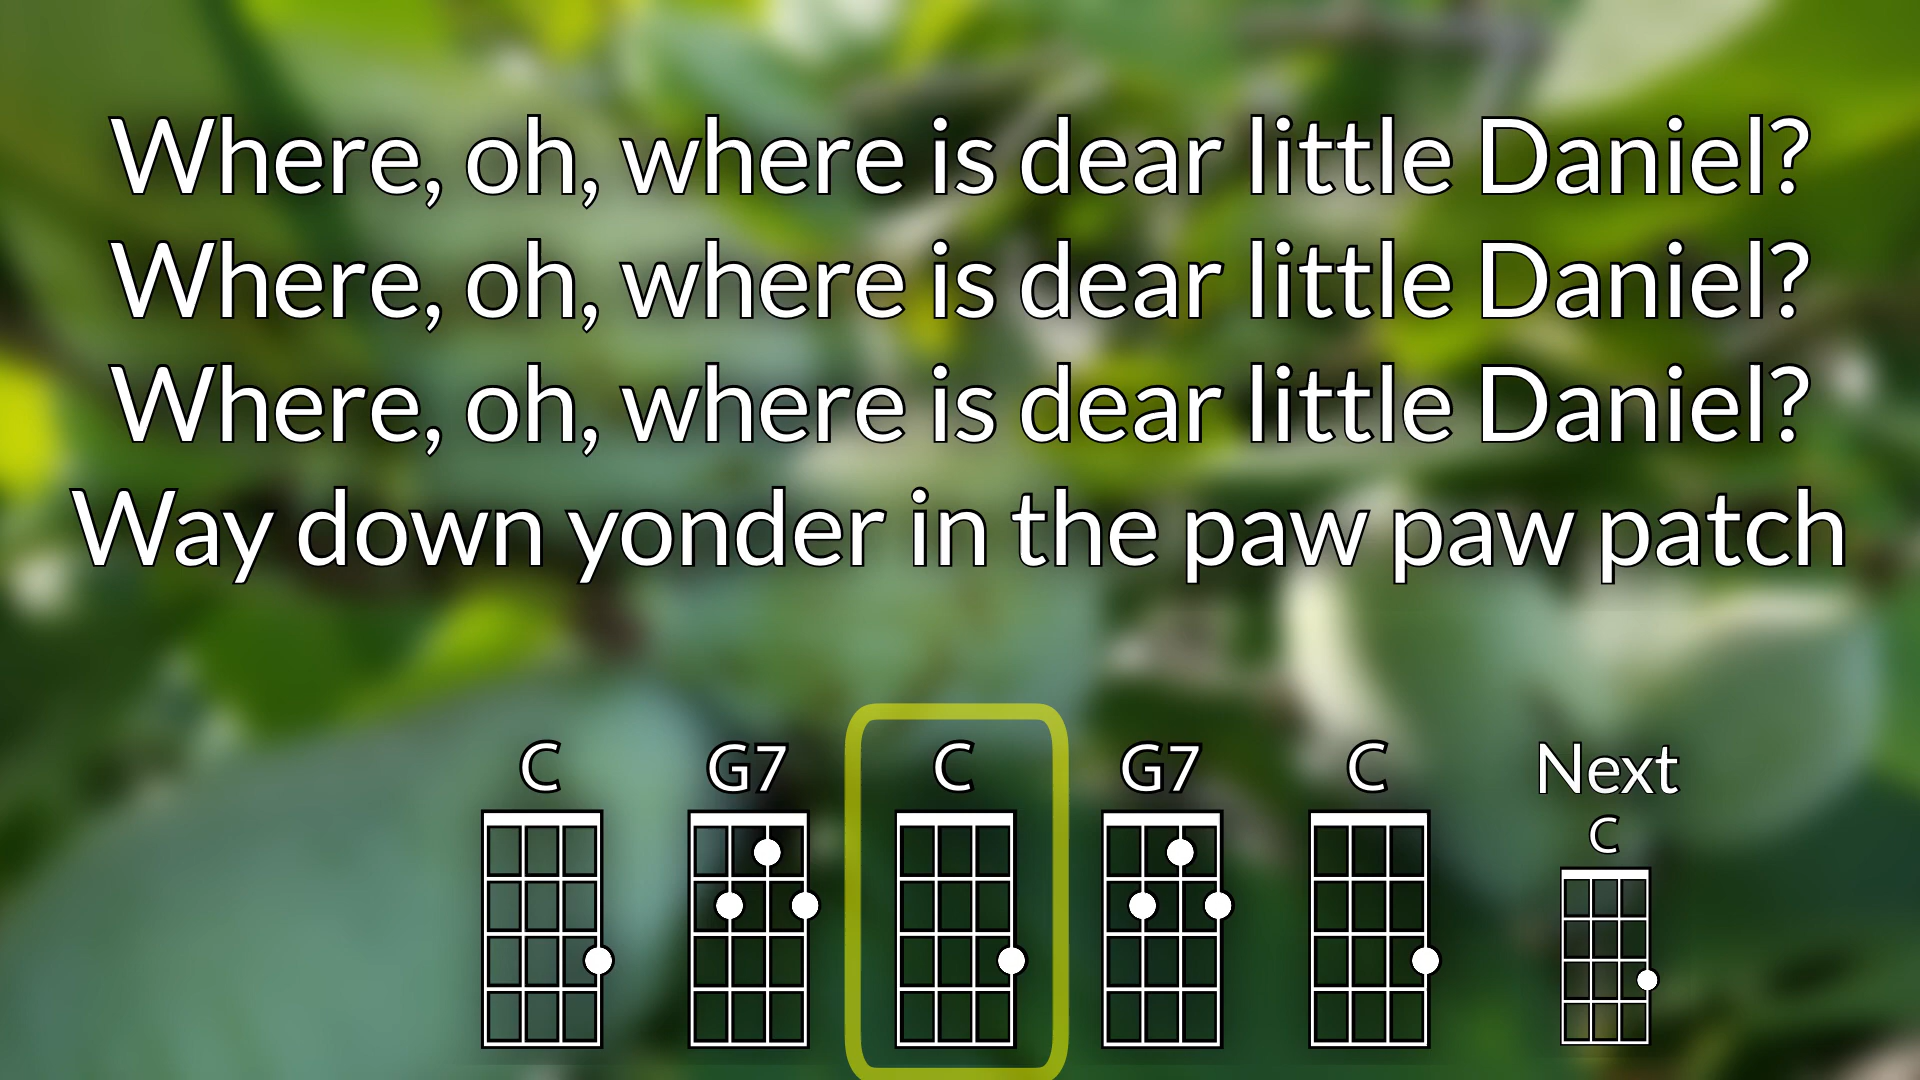 Where, oh, where is dear little Daniel?
Where, oh, where is dear little Daniel?
Where, oh, where is dear little Daniel?
Way down yonder in the paw paw patch
C G7 C G7 C Next
C